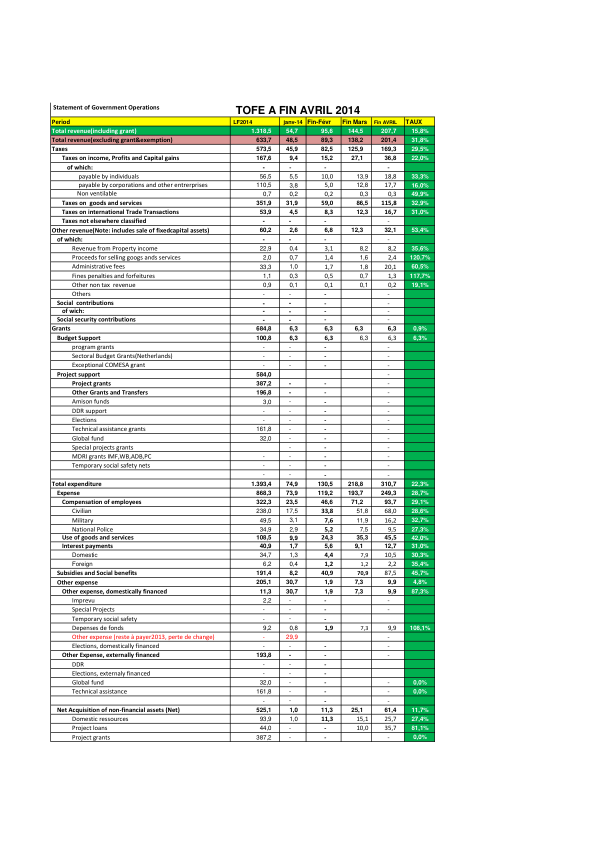 Statement of Government Operations TOFE A FIN AVRIL 2014
Period LF2014 janv-14 Fin-Févr Fin Mars Fin AVRIL TAUX
Total revenue(including grant) 1.318,5 54,7 95,6 144,5 207,7 15,8%
Total revenue(excluding grant&exemption) 633,7 48,5 89,3 138,2 201,4 31,8%
Taxes 573,5 45,9 82,5 125,9 169,3 29,5%
Taxes on income, Profits and Capital gains 167,6 9,4 15,2 27,1 36,8 22,0%
of which: - - - -
payable by individuals 56,5 5,5 10,0 13,9 18,8 33,3%
payable by corporations and other entrerprises 110,5 3,8 5,0 12,8 17,7 16,0%
Non ventilable 0,7 0,2 0,2 0,3 0,3 49,9%
Taxes on goods and services 351,9 31,9 59,0 86,5 115,8 32,9%
Taxes on international Trade Transactions 53,9 4,5 8,3 12,3 16,7 31,0%
Taxes not elsewhere classified - - - -
Other revenue(Note: includes sale of fixedcapital assets) 60,2 2,6 6,8 12,3 32,1 53,4%
of which: - - - -
Revenue from Property income 22,9 0,4 3,1 8,2 8,2 35,6%
Proceeds for selling googs ands services 2,0 0,7 1,4 1,6 2,4 120,7%
Administrative fees 33,3 1,0 1,7 1,8 20,1 60,5%
Fines penalties and forfeitures 1,1 0,3 0,5 0,7 1,3 117,7%
Other non tax revenue 0,9 0,1 0,1 0,1 0,2 19,1%
Others - - - -
Social contributions - - - -
of wich: - - - -
Social security contributions - - - -
Grants 684,8 6,3 6,3 6,3 6,3 0,9%
Budget Support 100,8 6,3 6,3 6,3 6,3 6,3%
program grants - - - -
Sectoral Budget Grants(Netherlands) - - - -
Exceptional COMESA grant - - - -
Project support 584,0 -
Project grants 387,2 - - -
Other Grants and Transfers 196,8 - - -
Amison funds 3,0 - - -
DDR support - - - -
Elections - - - -
Technical assistance grants 161,8 - - -
Global fund 32,0 - - -
Special projects grants - - -
MDRI grants IMF,WB,ADB,PC - - - -
Temporary social safety nets - - - -
- - - -
Total expenditure 1.393,4 74,9 130,5 218,8 310,7 22,3%
Expense 868,3 73,9 119,2 193,7 249,3 28,7%
Compensation of employees 322,3 23,5 46,6 71,2 93,7 29,1%
Civilian 238,0 17,5 33,8 51,8 68,0 28,6%
Military 49,5 3,1 7,6 11,9 16,2 32,7%
National Police 34,9 2,9 5,2 7,5 9,5 27,3%
Use of goods and services 108,5 9,9 24,3 35,3 45,5 42,0%
Interest payments 40,9 1,7 5,6 9,1 12,7 31,0%
Domestic 34,7 1,3 4,4 7,9 10,5 30,3%
Foreign 6,2 0,4 1,2 1,2 2,2 35,4%
Subsidies and Social benefits 191,4 8,2 40,9 70,9 87,5 45,7%
Other expense 205,1 30,7 1,9 7,3 9,9 4,8%
Other expense, domestically financed 11,3 30,7 1,9 7,3 9,9 87,3%
Imprevu 2,2 - - -
Special Projects - - - -
Temporary social safety - - -
Depenses de fonds 9,2 0,8 1,9 7,3 9,9 108,1%
Other expense (reste à payer2013, perte de change) - 29,9 -
Elections, domestically financed - - - -
Other Expense, externally financed 193,8 - - -
DDR - - -
Elections, externaly financed - - - -
Global fund 32,0 - - - 0,0%
Technical assistance 161,8 - - - 0,0%
- - - -
Net Acquisition of non-financial assets (Net) 525,1 1,0 11,3 25,1 61,4 11,7%
Domestic ressources 93,9 1,0 11,3 15,1 25,7 27,4%
Project loans 44,0 - 10,0 35,7 81,1%
Project grants 387,2 - - 0,0%